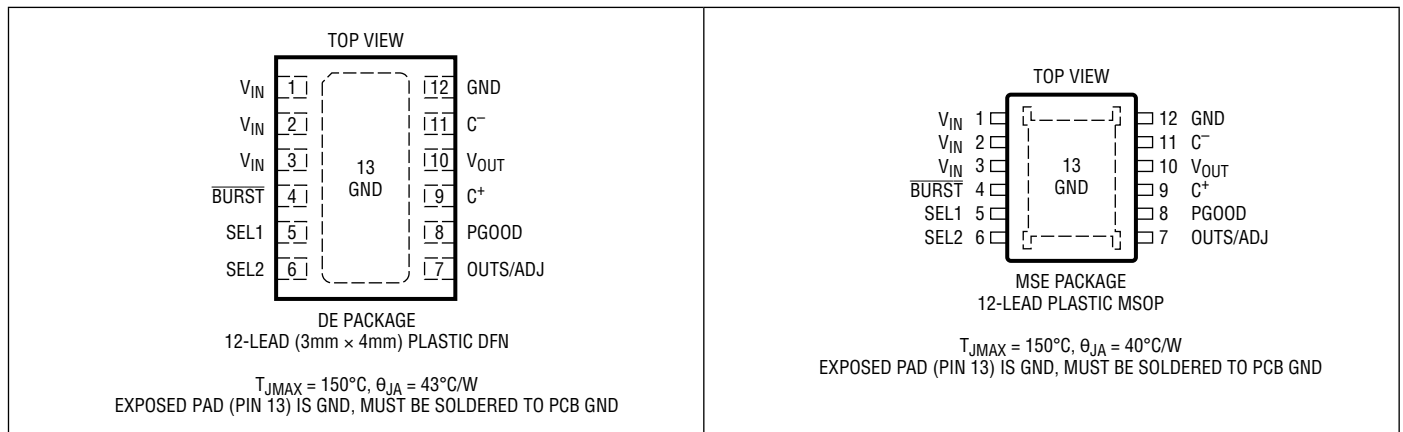 TOP VIEW
V_IN 1 12 GND
V_IN 2 11 C⁻
V_IN 3 10 V_OUT
B̅U̅R̅S̅T̅ 4 9 C⁺
SEL1 5 8 PGOOD
SEL2 6 7 OUTS/ADJ
13
GND
DE PACKAGE
12-LEAD (3mm × 4mm) PLASTIC DFN
T_JMAX = 150°C, θ_JA = 43°C/W
EXPOSED PAD (PIN 13) IS GND, MUST BE SOLDERED TO PCB GND
TOP VIEW
V_IN 1 12 GND
V_IN 2 11 C⁻
V_IN 3 10 V_OUT
B̅U̅R̅S̅T̅ 4 9 C⁺
SEL1 5 8 PGOOD
SEL2 6 7 OUTS/ADJ
13
GND
MSE PACKAGE
12-LEAD PLASTIC MSOP
T_JMAX = 150°C, θ_JA = 40°C/W
EXPOSED PAD (PIN 13) IS GND, MUST BE SOLDERED TO PCB GND